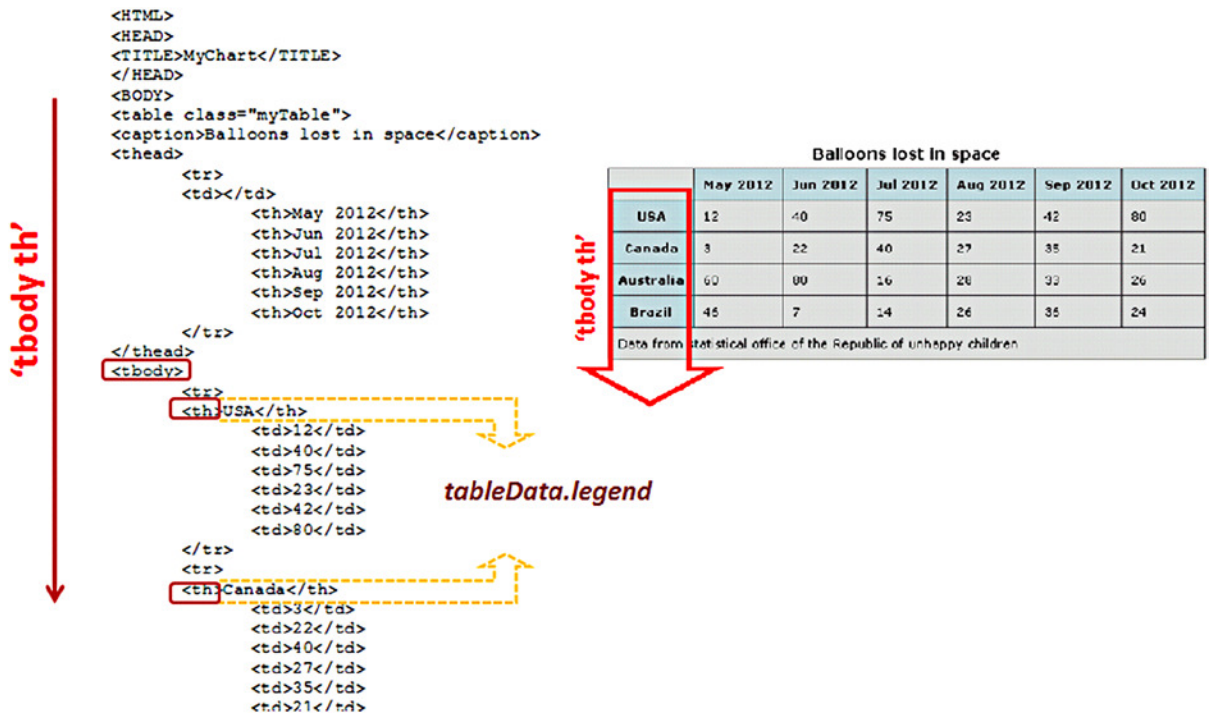 <HTML>
<HEAD>
<TITLE>MyChart</TITLE>
</HEAD>
<BODY>
<table class="myTable">
<caption>Balloons lost in space</caption>
<thead>
<tr>
<td></td>
<th>May 2012</th>
<th>Jun 2012</th>
<th>Jul 2012</th>
<th>Aug 2012</th>
<th>Sep 2012</th>
<th>Oct 2012</th>
</tr>
</thead>
<tbody>
<tr>
<th>USA</th>
<td>12</td>
<td>40</td>
<td>75</td>
<td>23</td>
<td>42</td>
<td>80</td>
</tr>
<tr>
<th>Canada</th>
<td>3</td>
<td>22</td>
<td>40</td>
<td>27</td>
<td>35</td>
<td>21</td>
'tbody th'
tableData.legend
'tbody th'
Balloons lost in space
May 2012 Jun 2012 Jul 2012 Aug 2012 Sep 2012 Oct 2012
USA 12 40 75 23 42 80
Canada 3 22 40 27 35 21
Australia 60 80 16 28 33 26
Brazil 46 7 14 26 36 24
Data from statistical office of the Republic of unhappy children